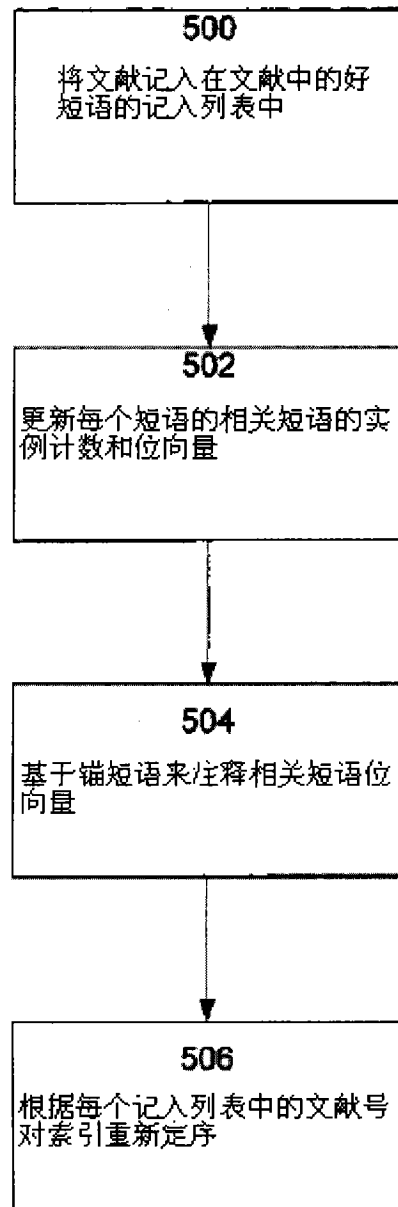 500
将文献记入在文献中的好
短语的记入列表中
502
更新每个短语的相关短语的实
例计数和位向量
504
基于锚短语来注释相关短语位
向量
506
根据每个记入列表中的文献号
对索引重新定序